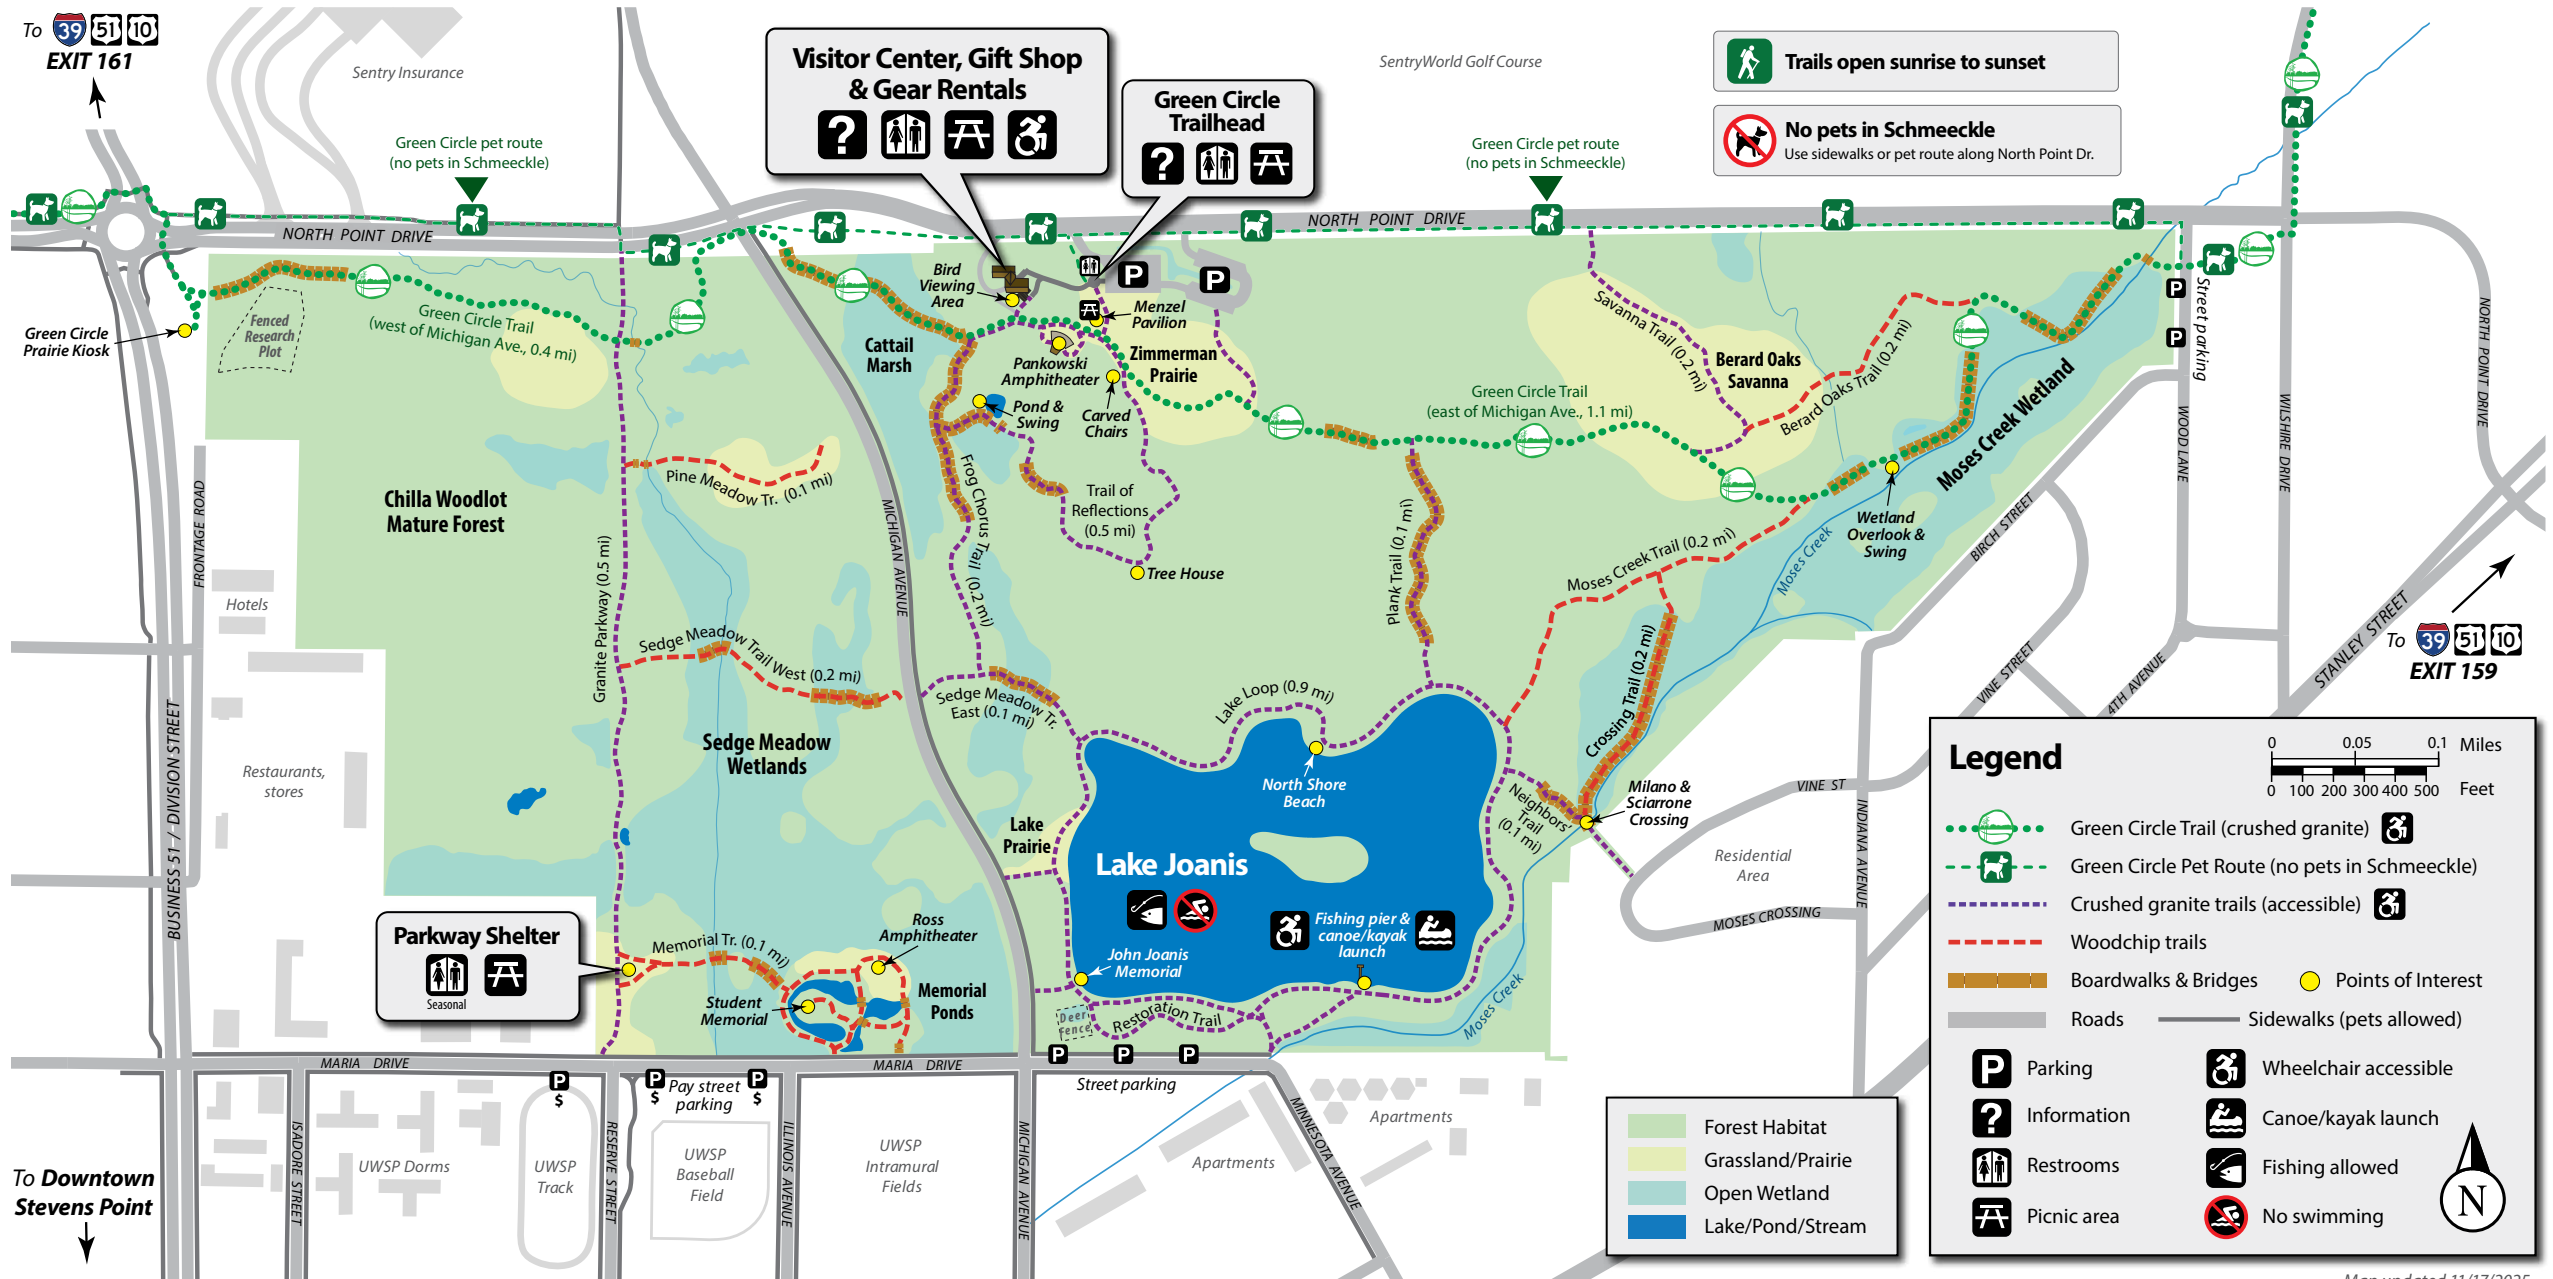 To 39 51 10
EXIT 161
Sentry Insurance
Green Circle pet route
(no pets in Schmeeckle)
Visitor Center, Gift Shop
& Gear Rentals
?
Green Circle
Trailhead
?
SentryWorld Golf Course
Green Circle pet route
(no pets in Schmeeckle)
Trails open sunrise to sunset
No pets in Schmeeckle
Use sidewalks or pet route along North Point Dr.
NORTH POINT DRIVE
NORTH POINT DRIVE
NORTH POINT DRIVE
Green Circle
Prairie Kiosk
Fenced
Research
Plot
Green Circle Trail
(west of Michigan Ave., 0.4 mi)
Bird
Viewing
Area
P
P
Menzel
Pavilion
Cattail
Marsh
Pankowski
Amphitheater
Zimmerman
Prairie
Carved
Chairs
Pond &
Swing
Savanna Trail (0.2 mi)
Berard Oaks
Savanna
Berard Oaks Trail (0.2 mi)
Green Circle Trail
(east of Michigan Ave., 1.1 mi)
Moses Creek Wetland
P
P
Street parking
WOOD LANE
WILSHIRE DRIVE
Chilla Woodlot
Mature Forest
Pine Meadow Tr. (0.1 mi)
Granite Parkway (0.5 mi)
FRONTAGE ROAD
BUSINESS 51 / DIVISION STREET
MICHIGAN AVENUE
Frog Chorus Trail (0.2 mi)
Trail of
Reflections
(0.5 mi)
Tree House
Plank Trail (0.1 mi)
Moses Creek Trail (0.2 mi)
Moses Creek
Wetland
Overlook &
Swing
BIRCH STREET
VINE STREET
4TH AVENUE
STANLEY STREET
To 39 51 10
EXIT 159
Hotels
Restaurants,
stores
Sedge Meadow Trail West (0.2 mi)
Sedge Meadow
Wetlands
Sedge Meadow Tr.
East (0.1 mi)
Lake Loop (0.9 mi)
North Shore
Beach
Crossing Trail (0.2 mi)
Neighbors'
Trail
(0.1 mi)
Milano &
Sciarrone
Crossing
VINE ST
INDIANA AVENUE
Residential
Area
MOSES CROSSING
Lake
Prairie
Lake Joanis
Fishing pier &
canoe/kayak
launch
John Joanis
Memorial
Moses Creek
Parkway Shelter
Seasonal
Memorial Tr. (0.1 mi)
Ross
Amphitheater
Student
Memorial
Memorial
Ponds
Deer
Fence
Restoration Trail
MARIA DRIVE
MARIA DRIVE
P
P
P
Street parking
P
$
P
$
Pay street
parking
P
$
To Downtown
Stevens Point
ISADORE STREET
UWSP Dorms
UWSP
Track
RESERVE STREET
UWSP
Baseball
Field
ILLINOIS AVENUE
UWSP
Intramural
Fields
MICHIGAN AVENUE
Apartments
MINNESOTA AVENUE
Apartments
Forest Habitat
Grassland/Prairie
Open Wetland
Lake/Pond/Stream
Legend
0 0.05 0.1 Miles
0 100 200 300 400 500 Feet
Green Circle Trail (crushed granite)
Green Circle Pet Route (no pets in Schmeeckle)
Crushed granite trails (accessible)
Woodchip trails
Boardwalks & Bridges
Points of Interest
Roads
Sidewalks (pets allowed)
P Parking
Wheelchair accessible
? Information
Canoe/kayak launch
Restrooms
Fishing allowed
Picnic area
No swimming
N
Map updated 11/17/2025